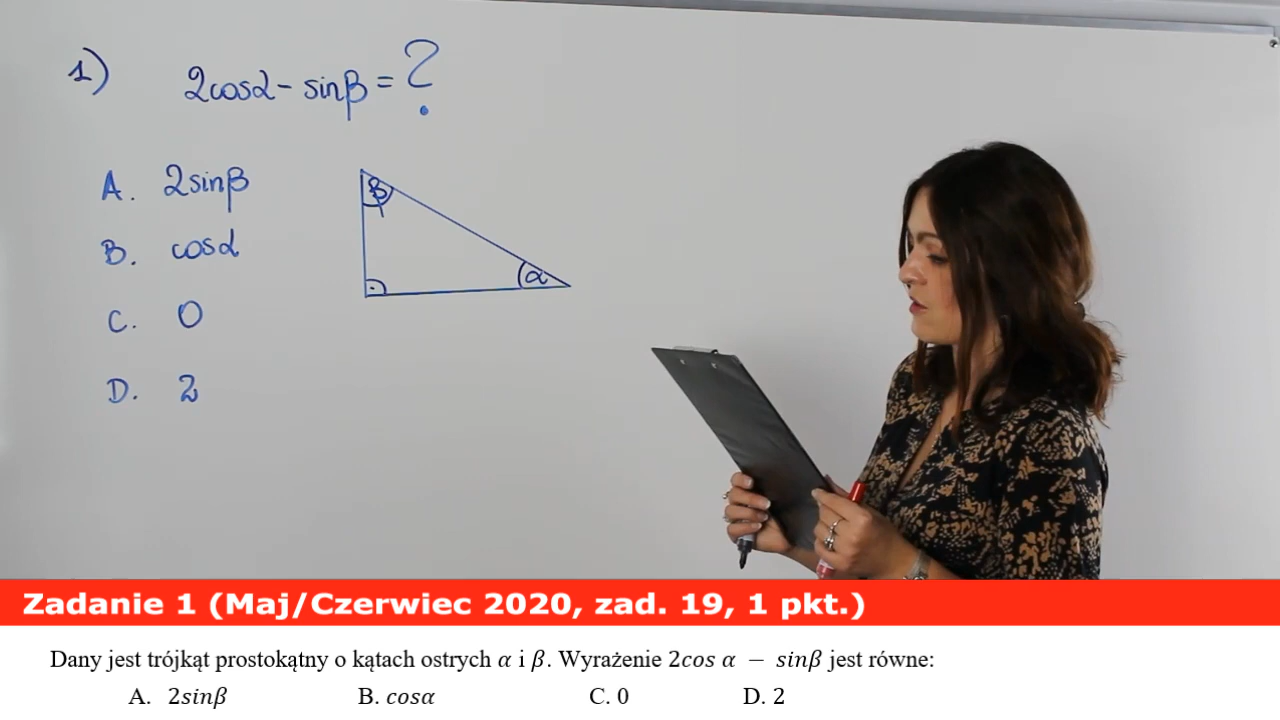 1) 2cosα - sinβ = ?
A. 2sinβ
B. cosα
C. 0
D. 2
β
α
Zadanie 1 (Maj/Czerwiec 2020, zad. 19, 1 pkt.)
Dany jest trójkąt prostokątny o kątach ostrych α i β. Wyrażenie 2cos α − sinβ jest równe:
A. 2sinβ B. cosα C. 0 D. 2